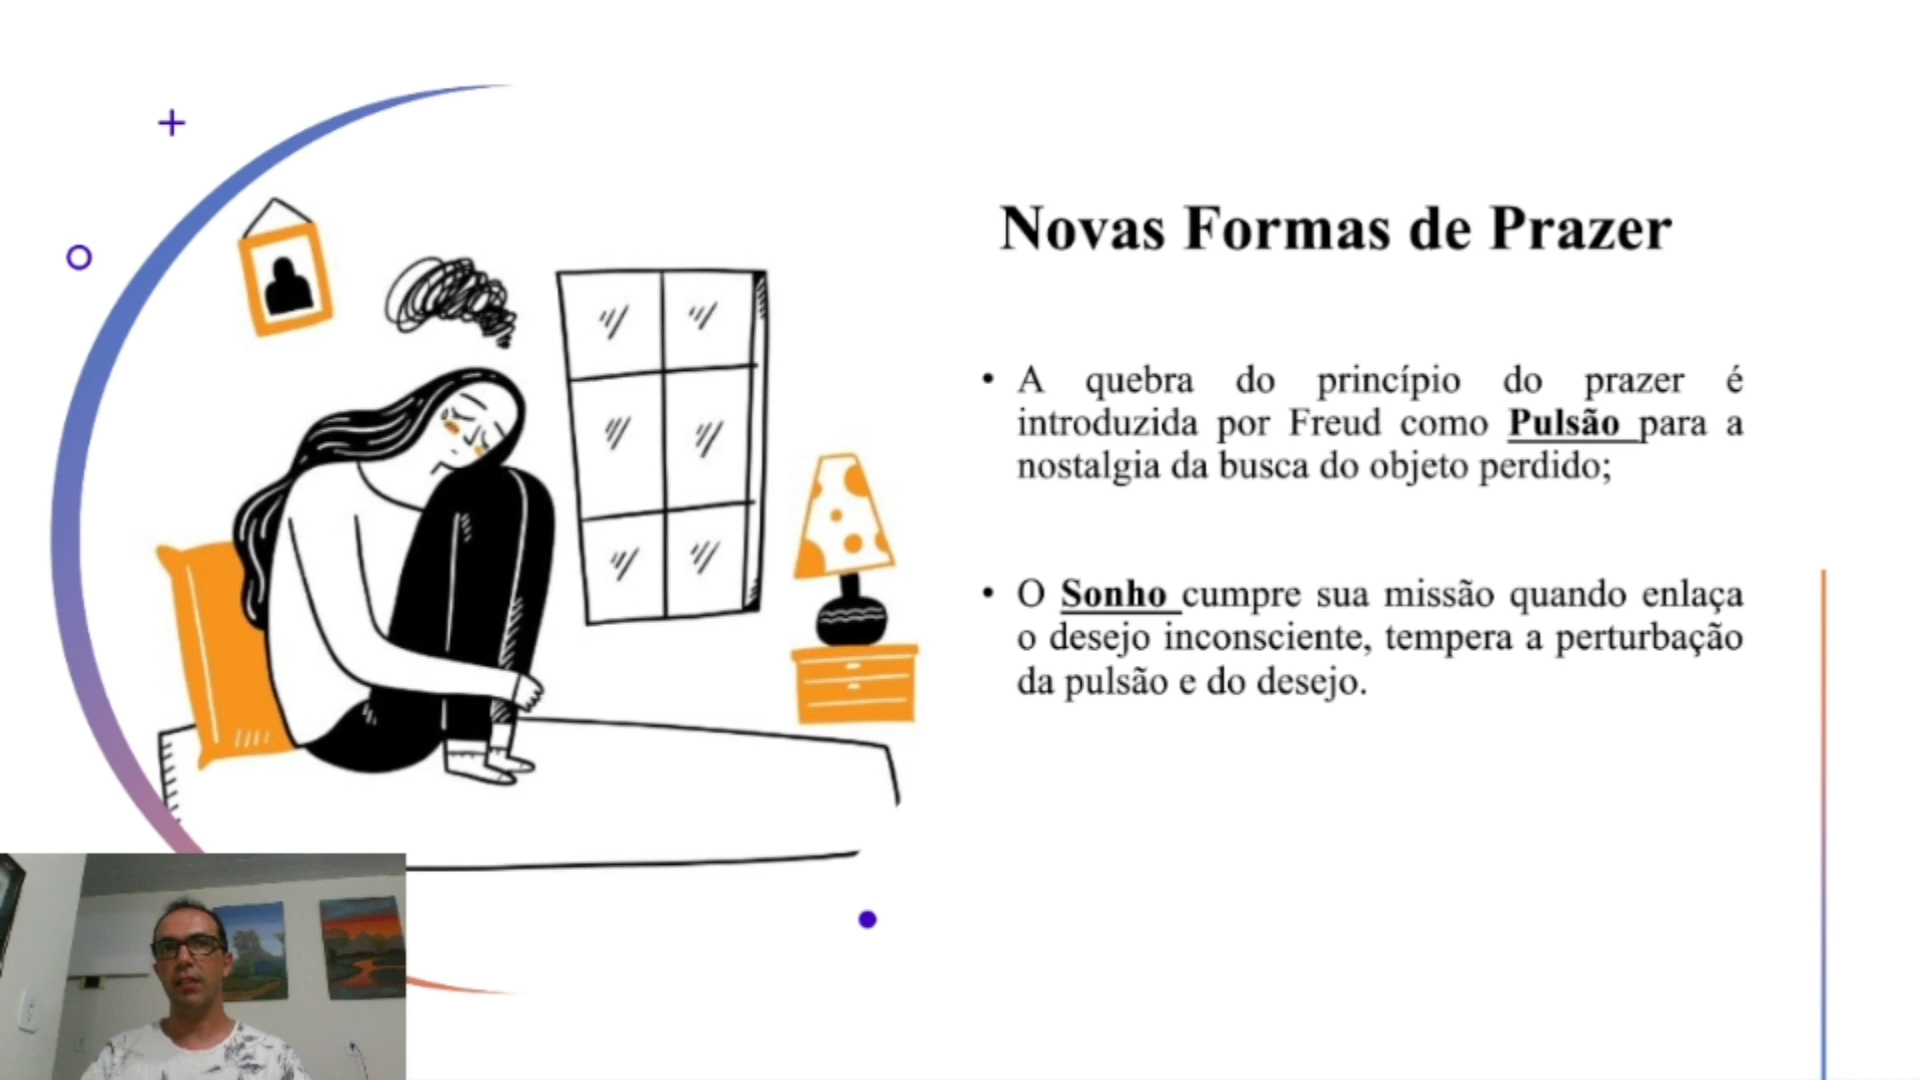 Novas Formas de Prazer
• A quebra do princípio do prazer é
introduzida por Freud como Pulsão para a
nostalgia da busca do objeto perdido;
• O Sonho cumpre sua missão quando enlaça
o desejo inconsciente, tempera a perturbação
da pulsão e do desejo.